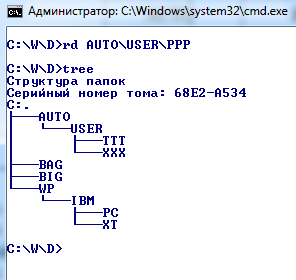 Администратор: C:\Windows\system32\cmd.exe
C:\W\D>rd AUTO\USER\PPP
C:\W\D>tree
Структура папок
Серийный номер тома: 68E2-A534
C:.
├───AUTO
│   └───USER
│       ├───TTT
│       └───XXX
├───BAG
├───BIG
└───WP
    └───IBM
        ├───PC
        └───XT
C:\W\D>